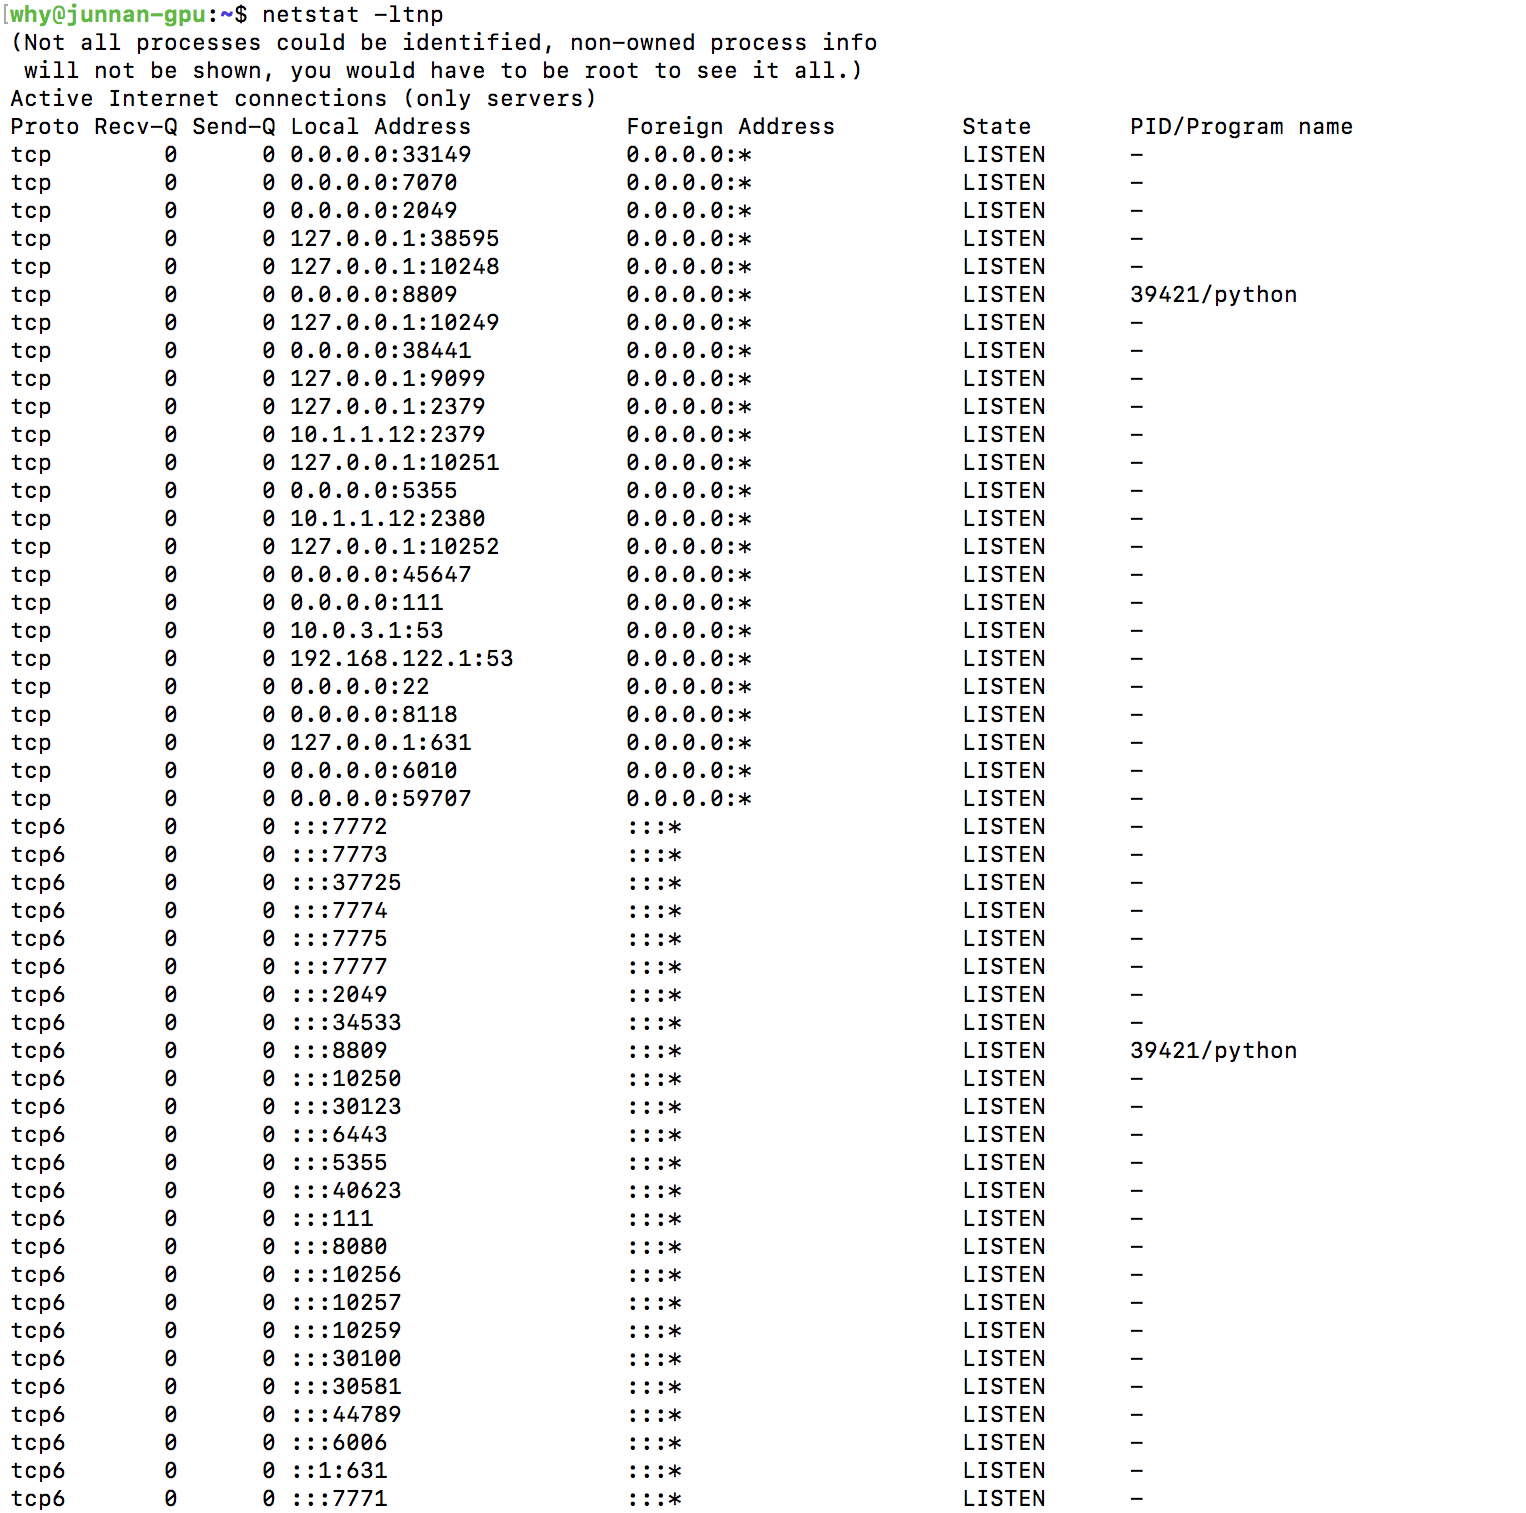 [why@junnan-gpu:~$ netstat -ltnp
(Not all processes could be identified, non-owned process info
 will not be shown, you would have to be root to see it all.)
Active Internet connections (only servers)
Proto Recv-Q Send-Q Local Address           Foreign Address         State       PID/Program name
tcp        0      0 0.0.0.0:33149           0.0.0.0:*               LISTEN      -
tcp        0      0 0.0.0.0:7070            0.0.0.0:*               LISTEN      -
tcp        0      0 0.0.0.0:2049            0.0.0.0:*               LISTEN      -
tcp        0      0 127.0.0.1:38595         0.0.0.0:*               LISTEN      -
tcp        0      0 127.0.0.1:10248         0.0.0.0:*               LISTEN      -
tcp        0      0 0.0.0.0:8809            0.0.0.0:*               LISTEN      39421/python
tcp        0      0 127.0.0.1:10249         0.0.0.0:*               LISTEN      -
tcp        0      0 0.0.0.0:38441           0.0.0.0:*               LISTEN      -
tcp        0      0 127.0.0.1:9099          0.0.0.0:*               LISTEN      -
tcp        0      0 127.0.0.1:2379          0.0.0.0:*               LISTEN      -
tcp        0      0 10.1.1.12:2379          0.0.0.0:*               LISTEN      -
tcp        0      0 127.0.0.1:10251         0.0.0.0:*               LISTEN      -
tcp        0      0 0.0.0.0:5355            0.0.0.0:*               LISTEN      -
tcp        0      0 10.1.1.12:2380          0.0.0.0:*               LISTEN      -
tcp        0      0 127.0.0.1:10252         0.0.0.0:*               LISTEN      -
tcp        0      0 0.0.0.0:45647           0.0.0.0:*               LISTEN      -
tcp        0      0 0.0.0.0:111             0.0.0.0:*               LISTEN      -
tcp        0      0 10.0.3.1:53             0.0.0.0:*               LISTEN      -
tcp        0      0 192.168.122.1:53        0.0.0.0:*               LISTEN      -
tcp        0      0 0.0.0.0:22              0.0.0.0:*               LISTEN      -
tcp        0      0 0.0.0.0:8118            0.0.0.0:*               LISTEN      -
tcp        0      0 127.0.0.1:631           0.0.0.0:*               LISTEN      -
tcp        0      0 0.0.0.0:6010            0.0.0.0:*               LISTEN      -
tcp        0      0 0.0.0.0:59707           0.0.0.0:*               LISTEN      -
tcp6       0      0 :::7772                 :::*                    LISTEN      -
tcp6       0      0 :::7773                 :::*                    LISTEN      -
tcp6       0      0 :::37725                :::*                    LISTEN      -
tcp6       0      0 :::7774                 :::*                    LISTEN      -
tcp6       0      0 :::7775                 :::*                    LISTEN      -
tcp6       0      0 :::7777                 :::*                    LISTEN      -
tcp6       0      0 :::2049                 :::*                    LISTEN      -
tcp6       0      0 :::34533                :::*                    LISTEN      -
tcp6       0      0 :::8809                 :::*                    LISTEN      39421/python
tcp6       0      0 :::10250                :::*                    LISTEN      -
tcp6       0      0 :::30123                :::*                    LISTEN      -
tcp6       0      0 :::6443                 :::*                    LISTEN      -
tcp6       0      0 :::5355                 :::*                    LISTEN      -
tcp6       0      0 :::40623                :::*                    LISTEN      -
tcp6       0      0 :::111                  :::*                    LISTEN      -
tcp6       0      0 :::8080                 :::*                    LISTEN      -
tcp6       0      0 :::10256                :::*                    LISTEN      -
tcp6       0      0 :::10257                :::*                    LISTEN      -
tcp6       0      0 :::10259                :::*                    LISTEN      -
tcp6       0      0 :::30100                :::*                    LISTEN      -
tcp6       0      0 :::30581                :::*                    LISTEN      -
tcp6       0      0 :::44789                :::*                    LISTEN      -
tcp6       0      0 :::6006                 :::*                    LISTEN      -
tcp6       0      0 ::1:631                 :::*                    LISTEN      -
tcp6       0      0 :::7771                 :::*                    LISTEN      -